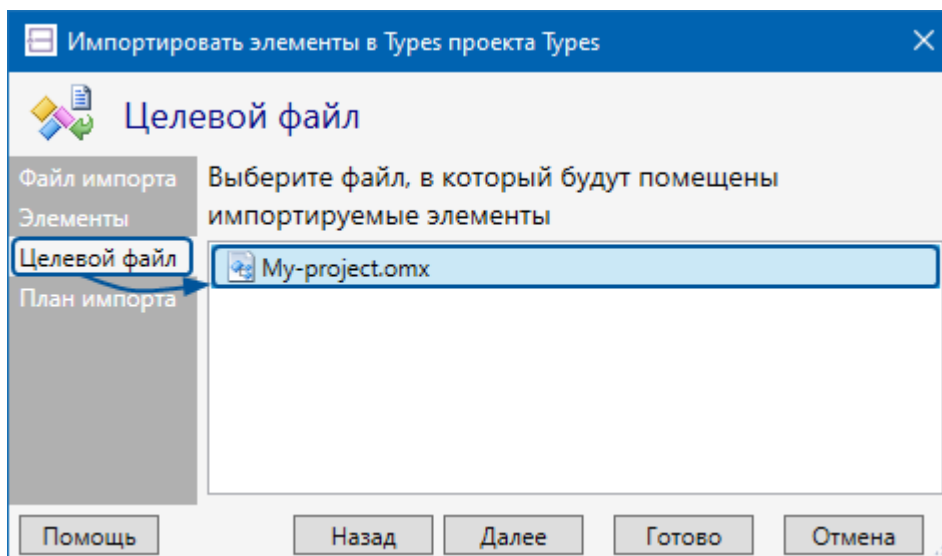 Импортировать элементы в Types проекта Types
Целевой файл
Файл импорта
Элементы
Целевой файл
План импорта
Выберите файл, в который будут помещены
импортируемые элементы
My-project.omx
Помощь
Назад
Далее
Готово
Отмена